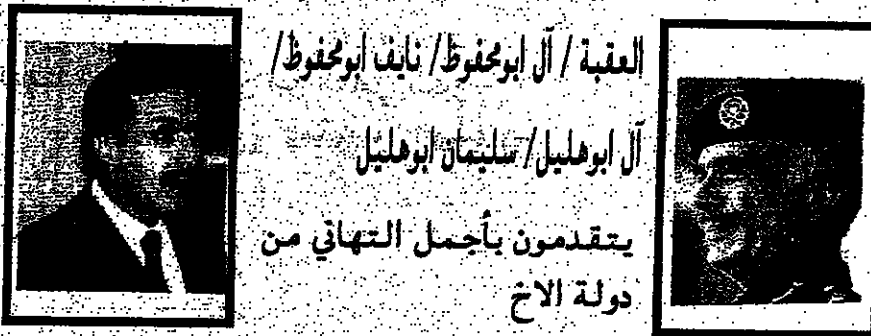 العقبة / آل ابومحفوظ / نايف ابومحفوظ /
آل ابوهليل / سليمان ابوهليل
يتقدمون بأجمل التهاني من
دولة الاخ